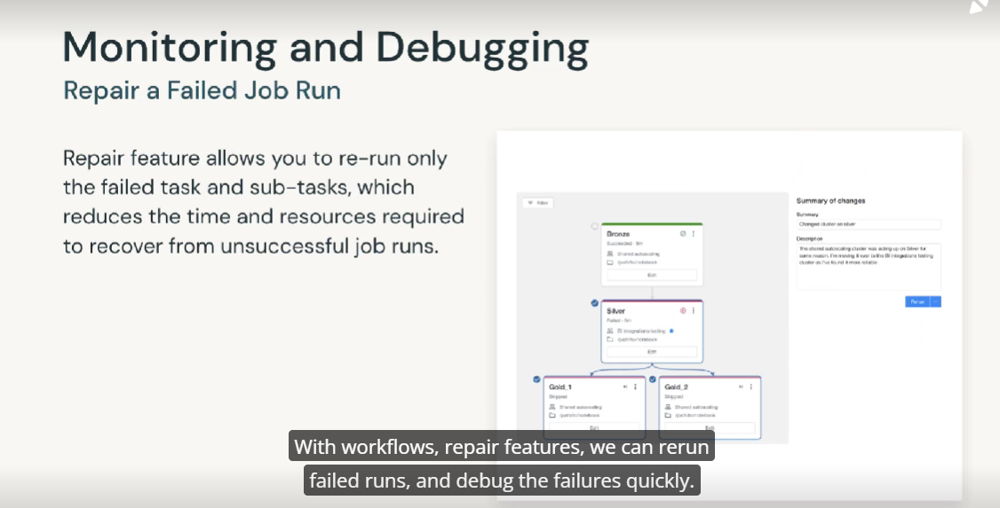 Monitoring and Debugging
Repair a Failed Job Run
Repair feature allows you to re-run only
the failed task and sub-tasks, which
reduces the time and resources required
to recover from unsuccessful job runs.
Filter
Bronze
Succeeded
Shared autoscaling
/path/to/notebook
Edit
Silver
Failed
BI integrations testing
/path/to/notebook
Edit
Gold_1
Skipped
Shared autoscaling
/path/to/notebook
Edit
Gold_2
Skipped
Shared autoscaling
/path/to/notebook
Edit
Summary of changes
Summary
Changed cluster on silver
Description
The shared autoscaling cluster was acting up on Silver for
some reason. I'm moving it over to the BI integrations testing
cluster as I've found it more reliable
With workflows, repair features, we can rerun
failed runs, and debug the failures quickly.